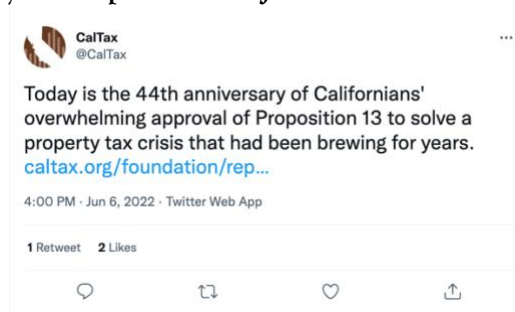 CalTax
@CalTax
Today is the 44th anniversary of Californians'
overwhelming approval of Proposition 13 to solve a
property tax crisis that had been brewing for years.
caltax.org/foundation/rep...
4:00 PM · Jun 6, 2022 · Twitter Web App
1 Retweet 2 Likes